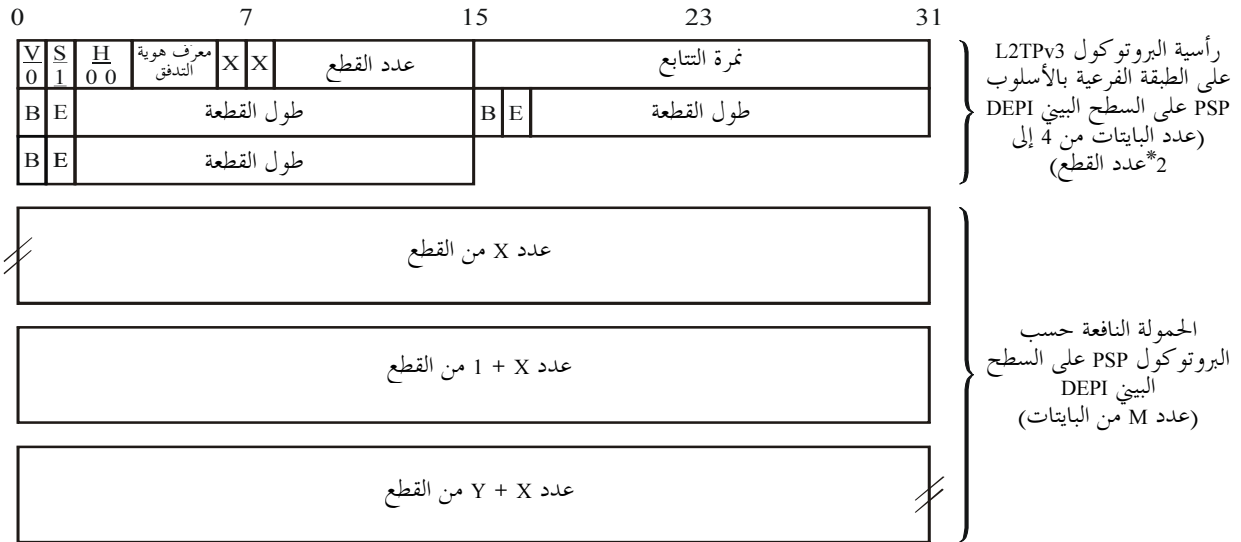 0 7 15 23 31
V S H معرف هوية X X عدد القطع نمرة التتابع
0 1 0 0 التدفق
B E طول القطعة B E طول القطعة
B E طول القطعة
رأسية البروتوكول L2TPv3
على الطبقة الفرعية بالأسلوب
PSP على السطح البيني DEPI
(عدد البايتات من 4 إلى
2*عدد القطع)
عدد X من القطع
عدد X + 1 من القطع
عدد X + Y من القطع
الحمولة النافعة حسب
البروتوكول PSP على السطح
البيني DEPI
(عدد M من البايتات)